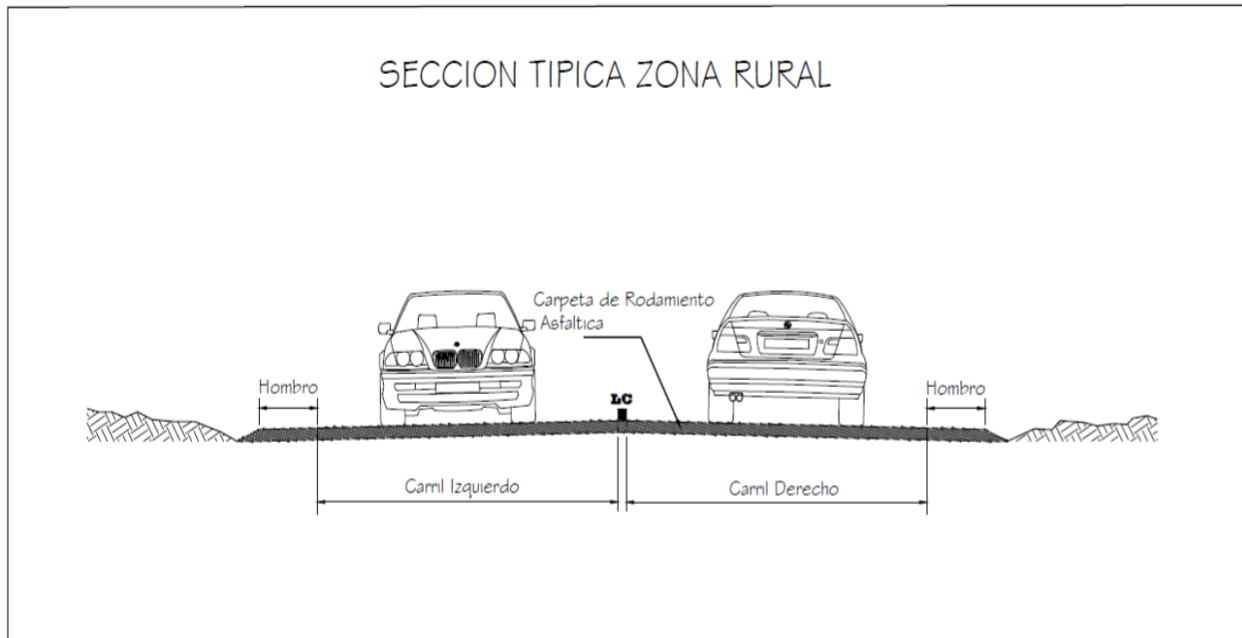 SECCION TIPICA ZONA RURAL
Carpeta de Rodamiento
Asfaltica
Hombro
LC
Hombro
Carril Izquierdo
Carril Derecho